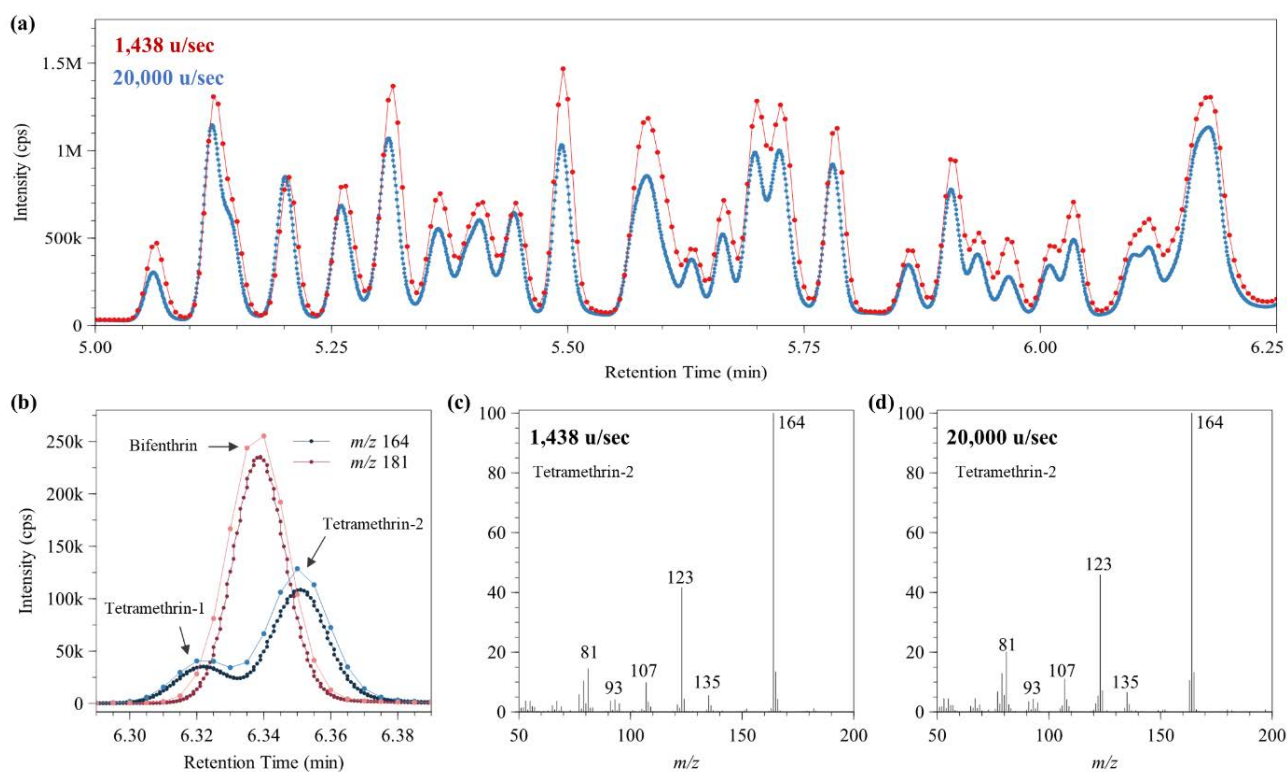 (a)
1,438 u/sec
20,000 u/sec
1.5M
1M
500k
0
Intensity (cps)
5.00 5.25 5.50 5.75 6.00 6.25
Retention Time (min)
(b)
Bifenthrin
m/z 164
m/z 181
Tetramethrin-2
Tetramethrin-1
250k
200k
150k
100k
50k
0
Intensity (cps)
6.30 6.32 6.34 6.36 6.38
Retention Time (min)
(c)
1,438 u/sec
Tetramethrin-2
100
80
60
40
20
0
164
123
81
107
93
135
50 100 150 200
m/z
(d)
20,000 u/sec
Tetramethrin-2
100
80
60
40
20
0
164
123
81
107
93
135
50 100 150 200
m/z